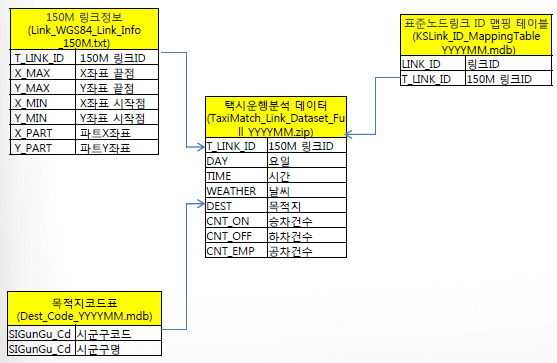 150M 링크정보
(Link_WGS84_Link_Info
_150M.txt)
T_LINK_ID 150M 링크ID
X_MAX X좌표 끝점
Y_MAX Y좌표 끝점
X_MIN X좌표 시작점
Y_MIN Y좌표 시작점
X_PART 파트X좌표
Y_PART 파트Y좌표
표준노드링크 ID 맵핑 테이블
(KSLink_ID_MappingTable
YYYYMM.mdb)
LINK_ID 링크ID
T_LINK_ID 150M 링크ID
택시운행분석 데이터
(TaxiMatch_Link_Dataset_Fu
ll_YYYYMM.zip)
T_LINK_ID 150M 링크ID
DAY 요일
TIME 시간
WEATHER 날씨
DEST 목적지
CNT_ON 승차건수
CNT_OFF 하차건수
CNT_EMP 공차건수
목적지코드표
(Dest_Code_YYYYMM.mdb)
SIGunGu_Cd 시군구코드
SIGunGu_Cd 시군구명